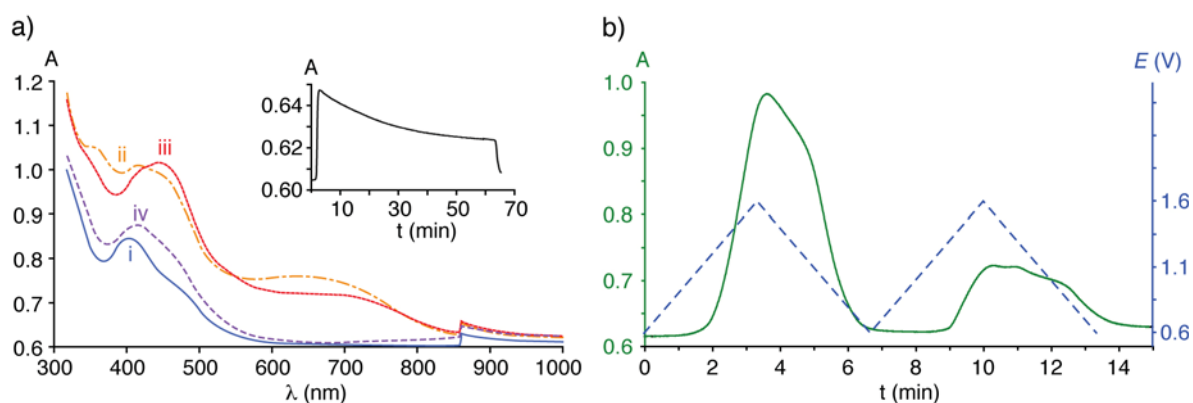 a)
A
1.2
1.1
1.0
0.9
0.8
0.7
0.6
300 400 500 600 700 800 900 1000
λ (nm)
i
ii
iii
iv
A
0.64
0.62
0.60
10 30 50 70
t (min)
b)
A
E (V)
1.0
0.9
0.8
0.7
0.6
1.6
1.1
0.6
0 2 4 6 8 10 12 14
t (min)